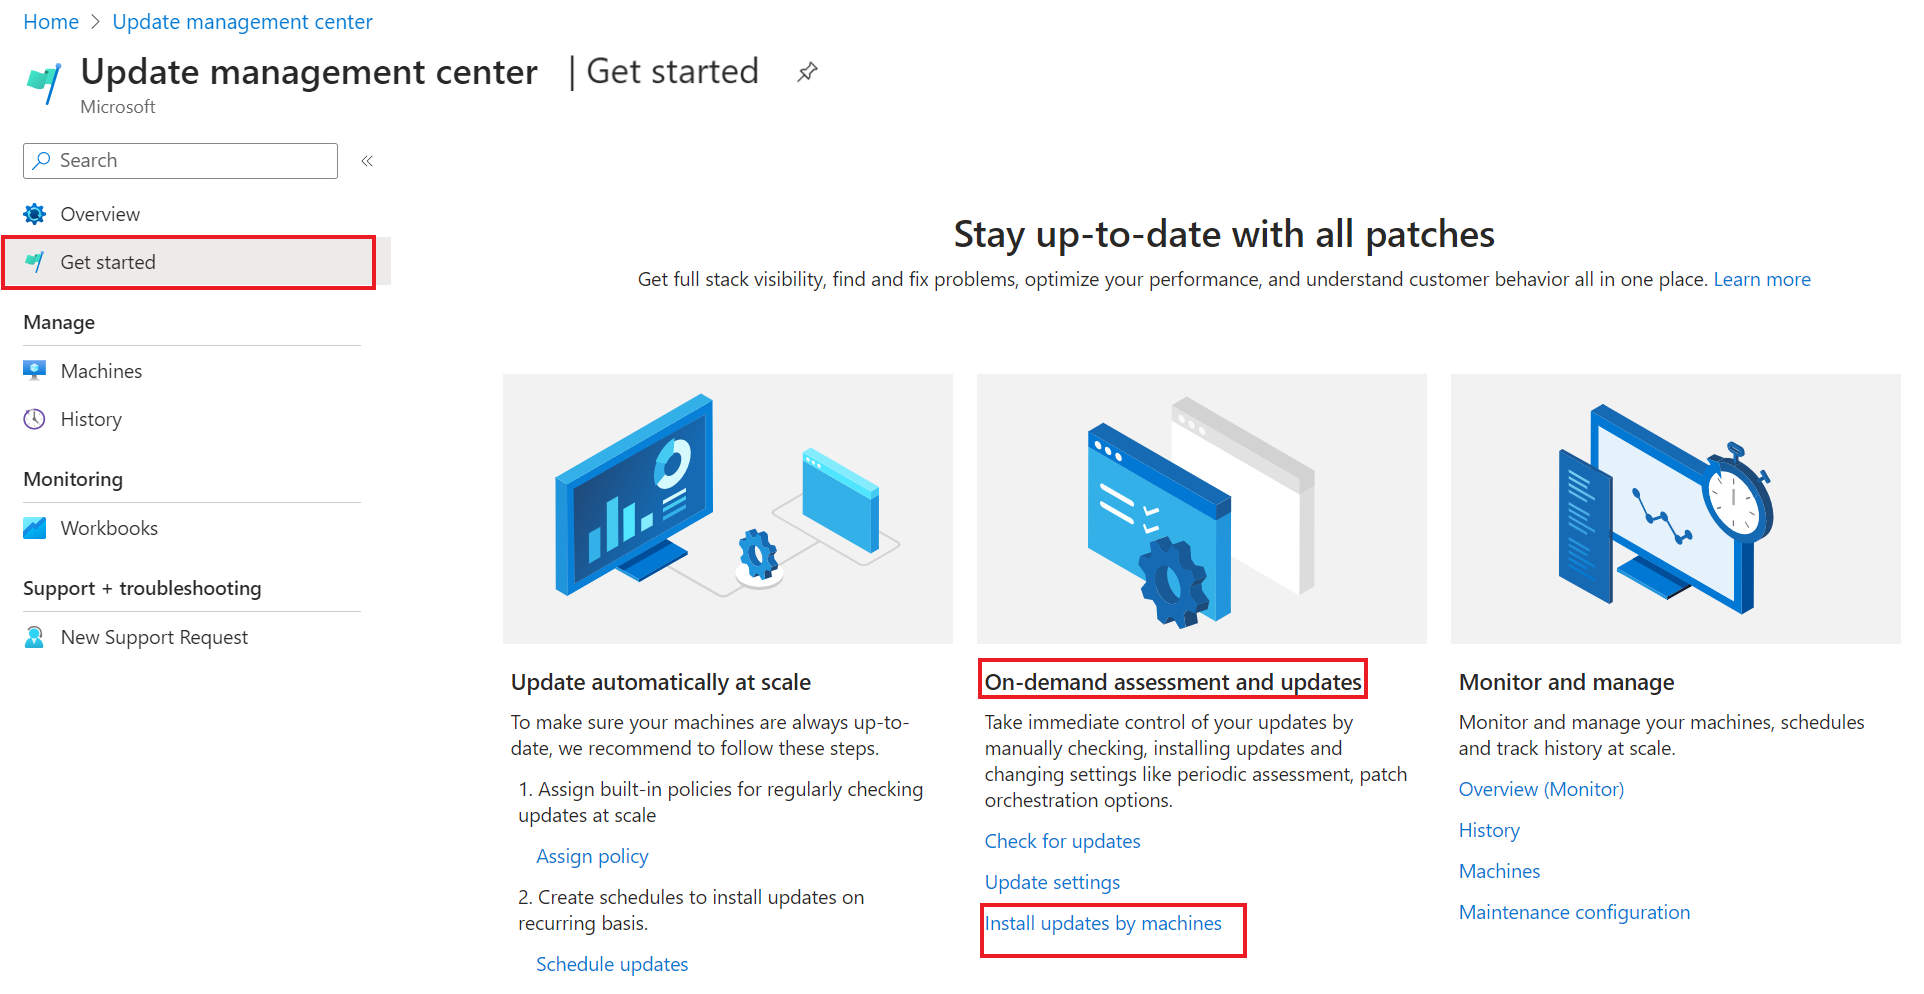 Home > Update management center
Update management center | Get started
Microsoft
Search «
Overview
Get started
Manage
Machines
History
Monitoring
Workbooks
Support + troubleshooting
New Support Request
Stay up-to-date with all patches
Get full stack visibility, find and fix problems, optimize your performance, and understand customer behavior all in one place. Learn more
Update automatically at scale
To make sure your machines are always up-to-
date, we recommend to follow these steps.
1. Assign built-in policies for regularly checking
updates at scale
Assign policy
2. Create schedules to install updates on
recurring basis.
Schedule updates
On-demand assessment and updates
Take immediate control of your updates by
manually checking, installing updates and
changing settings like periodic assessment, patch
orchestration options.
Check for updates
Update settings
Install updates by machines
Monitor and manage
Monitor and manage your machines, schedules
and track history at scale.
Overview (Monitor)
History
Machines
Maintenance configuration